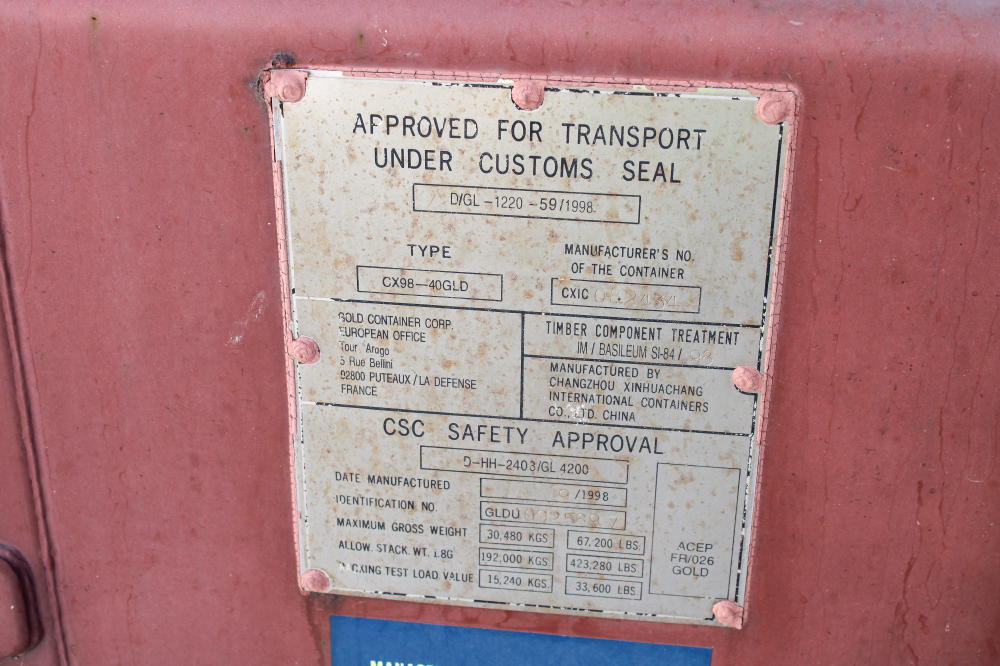 APPROVED FOR TRANSPORT
UNDER CUSTOMS SEAL
D/GL-1220-59/1998
TYPE
CX98-40GLD
MANUFACTURER'S NO.
OF THE CONTAINER
CXIC
GOLD CONTAINER CORP.
EUROPEAN OFFICE
Tour Arago
5 Rue Bellini
92800 PUTEAUX/LA DEFENSE
FRANCE
TIMBER COMPONENT TREATMENT
IM / BASILEUM SI-84 /
MANUFACTURED BY
CHANGZHOU XINHUACHANG
INTERNATIONAL CONTAINERS
CO., LTD. CHINA
CSC SAFETY APPROVAL
D-HH-2403/GL 4200
DATE MANUFACTURED /1998
IDENTIFICATION NO. GLDU
MAXIMUM GROSS WEIGHT 30,480 KGS 67,200 LBS
ALLOW. STACK. WT. 1.8G 192,000 KGS 423,280 LBS
RACKING TEST LOAD VALUE 15,240 KGS 33,600 LBS
ACEP
FR/026
GOLD